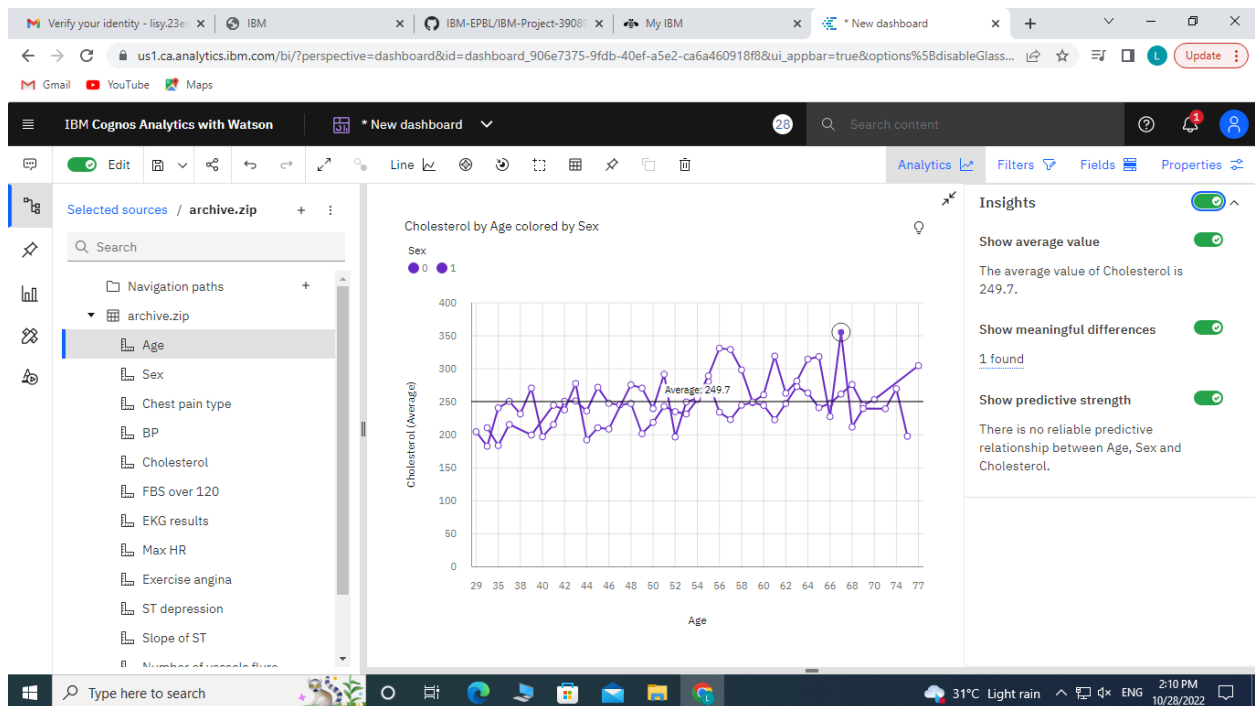 Verify your identity - lisy.23e
IBM
IBM-EPBL/IBM-Project-3908
My IBM
* New dashboard
us1.ca.analytics.ibm.com/bi/?perspective=dashboard&id=dashboard_906e7375-9fdb-40ef-a5e2-ca6a460918f8&ui_appbar=true&options%5BdisableGlass...
L
Update
Gmail
YouTube
Maps
IBM Cognos Analytics with Watson
* New dashboard
28
Search content
1
Edit
Line
Analytics
Filters
Fields
Properties
Selected sources / archive.zip
Search
Navigation paths
archive.zip
Age
Sex
Chest pain type
BP
Cholesterol
FBS over 120
EKG results
Max HR
Exercise angina
ST depression
Slope of ST
Number of vessels fluro
Cholesterol by Age colored by Sex
Sex
0 1
400
350
300
250
200
150
100
50
0
Cholesterol (Average)
Average: 249.7
29 35 38 40 42 44 46 48 50 52 54 56 58 60 62 64 66 68 70 74 77
Age
Insights
Show average value
The average value of Cholesterol is
249.7.
Show meaningful differences
1 found
Show predictive strength
There is no reliable predictive
relationship between Age, Sex and
Cholesterol.
Type here to search
31°C Light rain
ENG
2:10 PM
10/28/2022